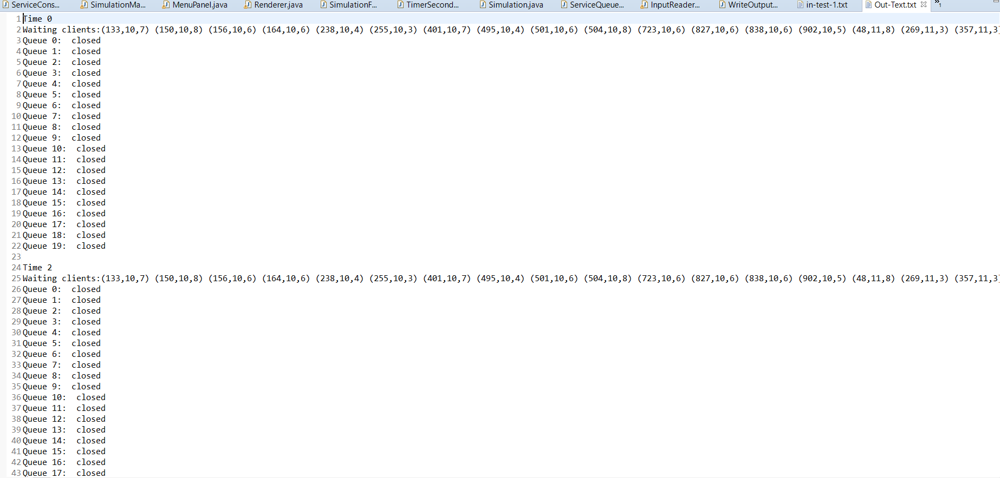 ServiceCons... SimulationMa... MenuPanel.java Renderer.java SimulationF... TimerSecond... Simulation.java ServiceQueue... InputReader... WriteOutput... in-test-1.txt Out-Text.txt »1
1 Time 0
2 Waiting clients:(133,10,7) (150,10,8) (156,10,6) (164,10,6) (238,10,4) (255,10,3) (401,10,7) (495,10,4) (501,10,6) (504,10,8) (723,10,6) (827,10,6) (838,10,6) (902,10,5) (48,11,8) (269,11,3) (357,11,3)
3 Queue 0:  closed
4 Queue 1:  closed
5 Queue 2:  closed
6 Queue 3:  closed
7 Queue 4:  closed
8 Queue 5:  closed
9 Queue 6:  closed
10 Queue 7:  closed
11 Queue 8:  closed
12 Queue 9:  closed
13 Queue 10:  closed
14 Queue 11:  closed
15 Queue 12:  closed
16 Queue 13:  closed
17 Queue 14:  closed
18 Queue 15:  closed
19 Queue 16:  closed
20 Queue 17:  closed
21 Queue 18:  closed
22 Queue 19:  closed
23
24 Time 2
25 Waiting clients:(133,10,7) (150,10,8) (156,10,6) (164,10,6) (238,10,4) (255,10,3) (401,10,7) (495,10,4) (501,10,6) (504,10,8) (723,10,6) (827,10,6) (838,10,6) (902,10,5) (48,11,8) (269,11,3) (357,11,3)
26 Queue 0:  closed
27 Queue 1:  closed
28 Queue 2:  closed
29 Queue 3:  closed
30 Queue 4:  closed
31 Queue 5:  closed
32 Queue 6:  closed
33 Queue 7:  closed
34 Queue 8:  closed
35 Queue 9:  closed
36 Queue 10:  closed
37 Queue 11:  closed
38 Queue 12:  closed
39 Queue 13:  closed
40 Queue 14:  closed
41 Queue 15:  closed
42 Queue 16:  closed
43 Queue 17:  closed